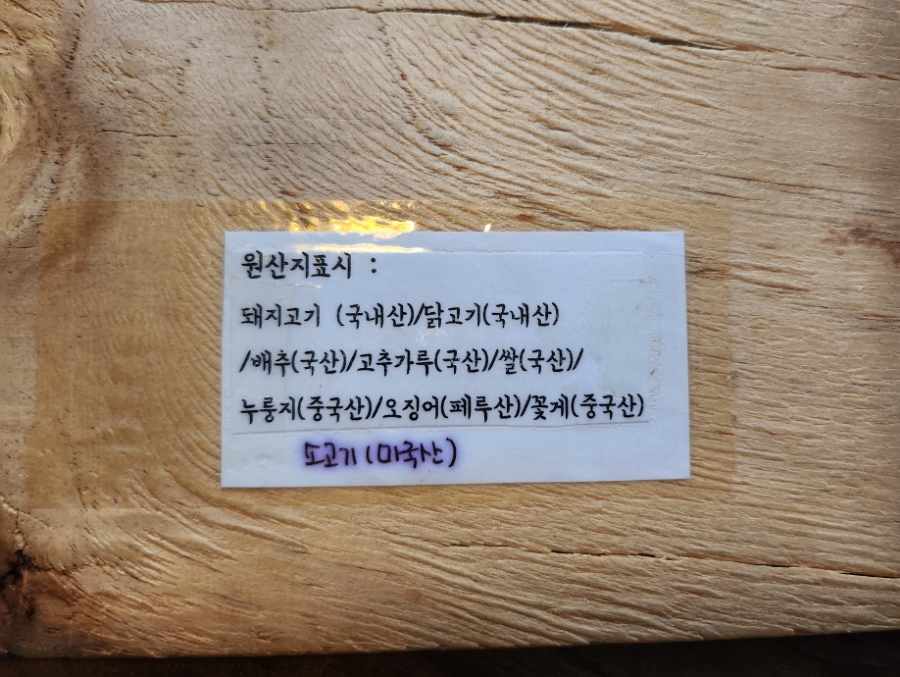 원산지표시 :
돼지고기 (국내산)/닭고기(국내산)
/배추(국산)/고추가루(국산)/쌀(국산)/
누룽지(중국산)/오징어(페루산)/꽃게(중국산)
소고기(미국산)